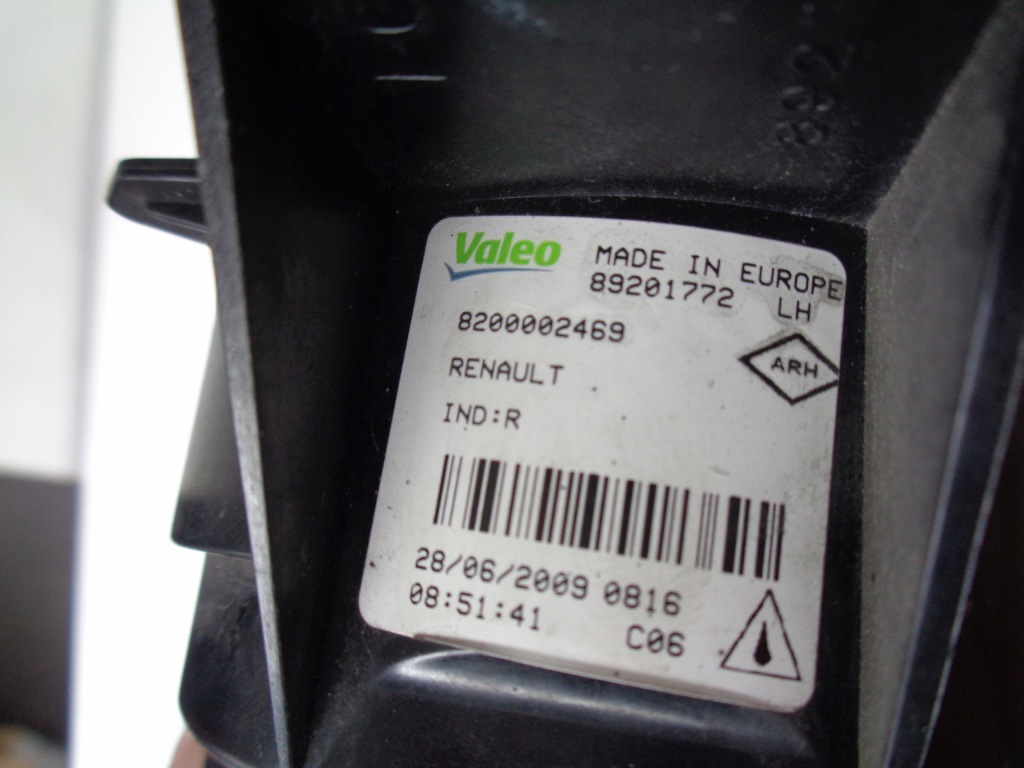 Valeo
MADE IN EUROPE
89201772 LH
8200002469
RENAULT
ARH
IND:R
28/06/2009 0816
08:51:41
C06